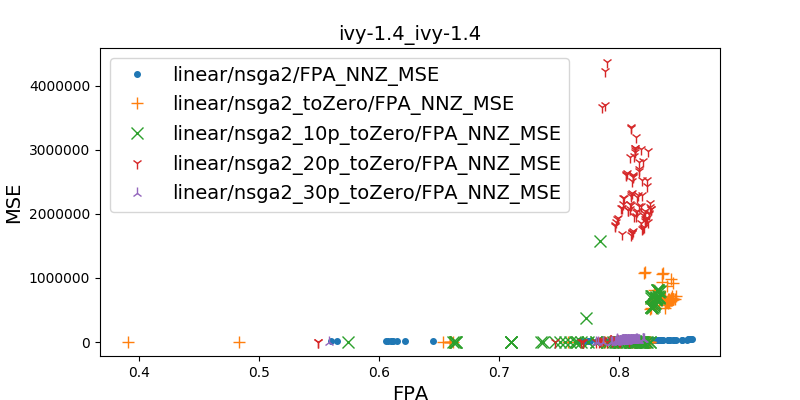 ivy-1.4_ivy-1.4
linear/nsga2/FPA_NNZ_MSE
linear/nsga2_toZero/FPA_NNZ_MSE
linear/nsga2_10p_toZero/FPA_NNZ_MSE
linear/nsga2_20p_toZero/FPA_NNZ_MSE
linear/nsga2_30p_toZero/FPA_NNZ_MSE
MSE
4000000
3000000
2000000
1000000
0
0.4 0.5 0.6 0.7 0.8
FPA